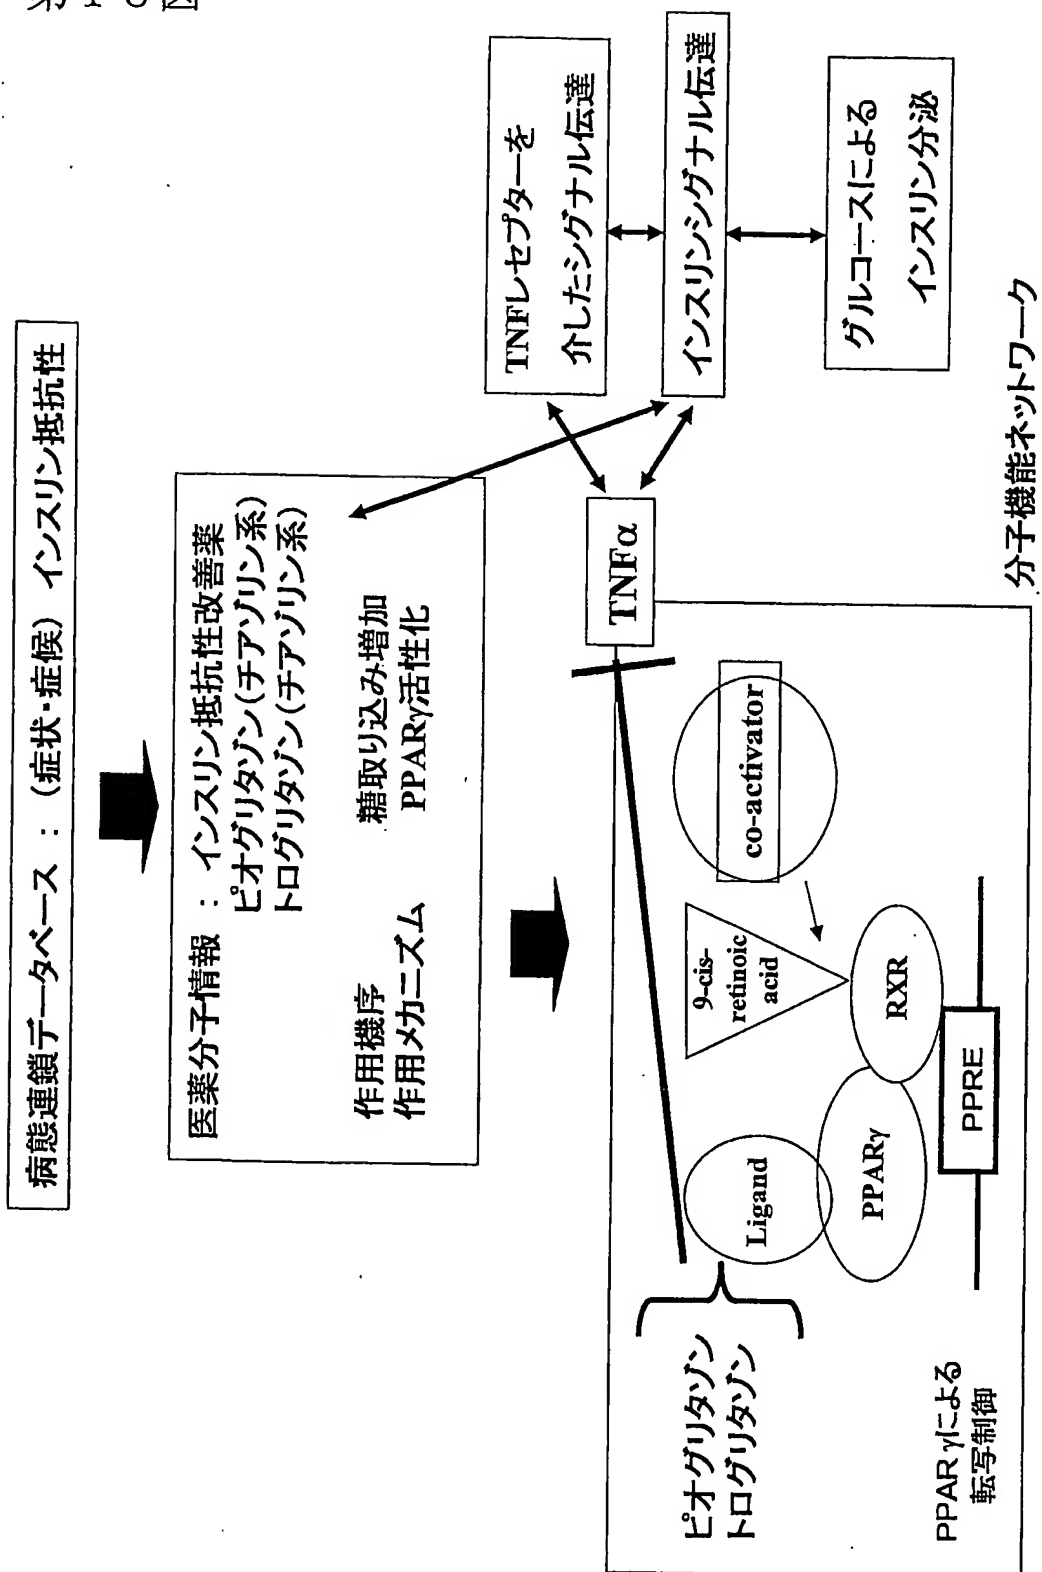 病態連鎖データベース : (症状・症候) インスリン抵抗性
医薬分子情報 : インスリン抵抗性改善薬
ピオグリタゾン(チアゾリン系)
トログリタゾン(チアゾリン系)
作用機序 糖取り込み増加
作用メカニズム PPARγ活性化
TNFレセプターを
介したシグナル伝達
TNFα
インスリンシグナル伝達
グルコースによる
インスリン分泌
ピオグリタゾン
トログリタゾン
Ligand
9-cis-
retinoic
acid
co-activator
PPARγ
RXR
PPRE
PPARγによる
転写制御
分子機能ネットワーク